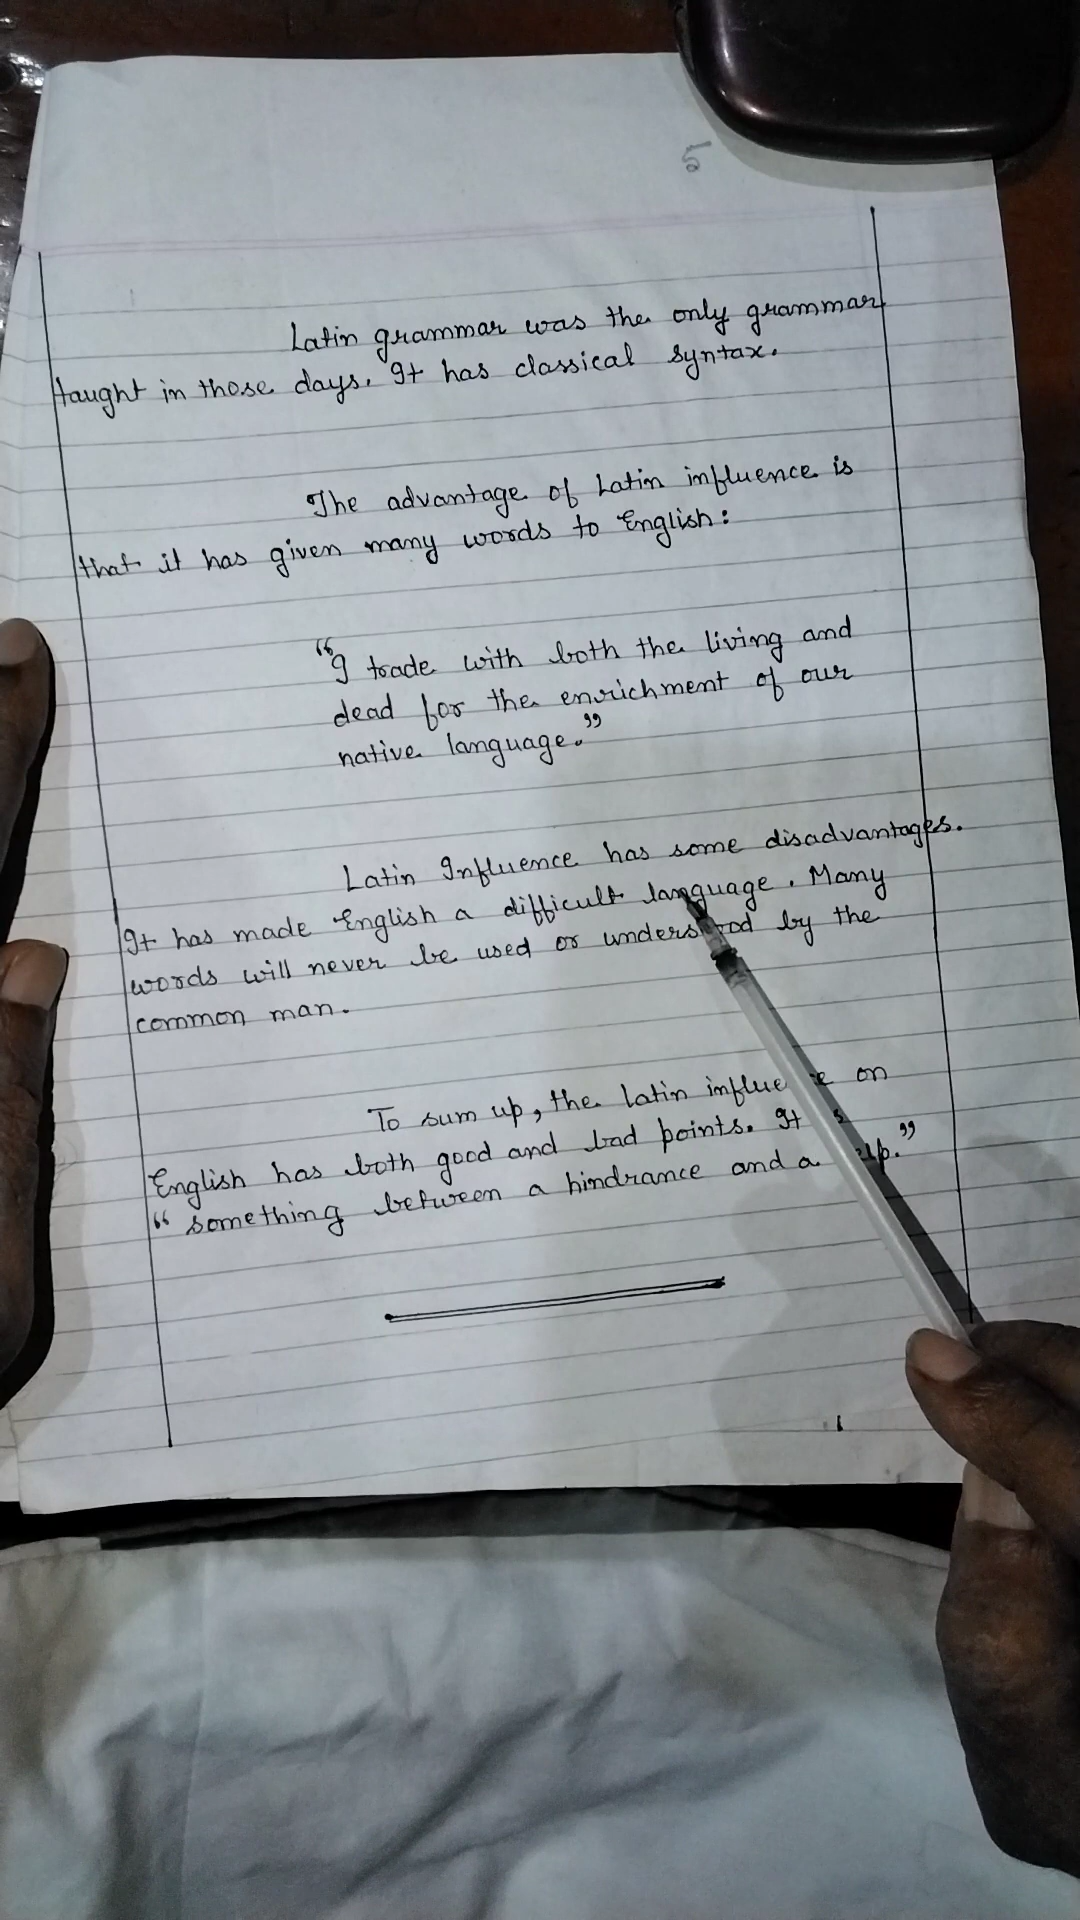 5
Latin grammar was the only grammar
taught in those days. It has classical syntax.
The advantage of Latin influence is
that it has given many words to English:
“I trade with both the living and
dead for the enrichment of our
native language.”
Latin Influence has some disadvantages.
It has made English a difficult language. Many
words will never be used or understood by the
common man.
To sum up, the Latin influe e on
English has both good and bad points. It s
“something between a hindrance and a elp.”